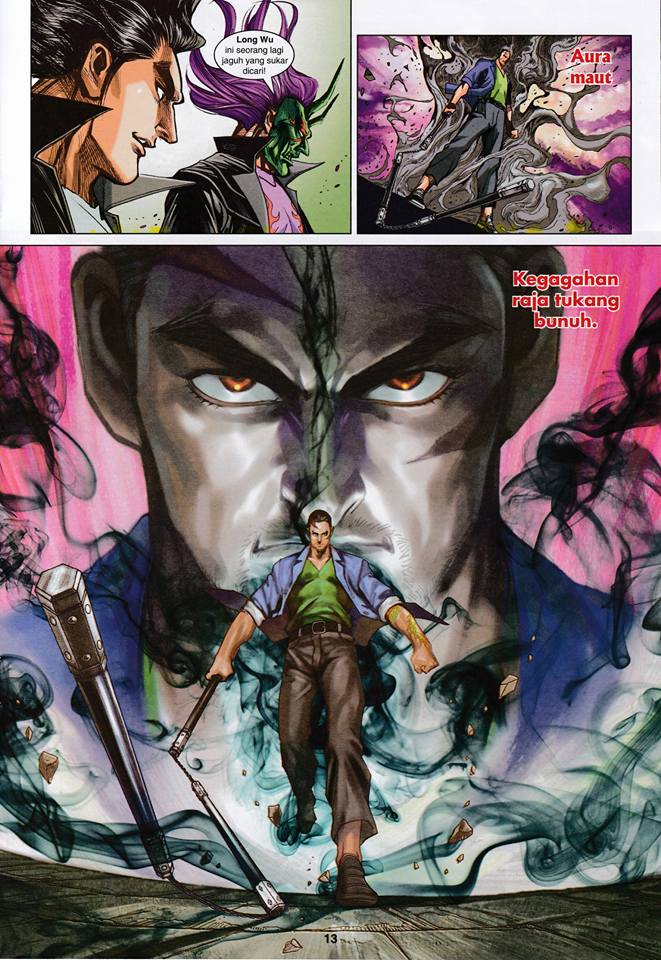 Long Wu
ini seorang lagi
jaguh yang sukar
dicari!
Aura
maut
Kegagahan
raja tukang
bunuh.
13